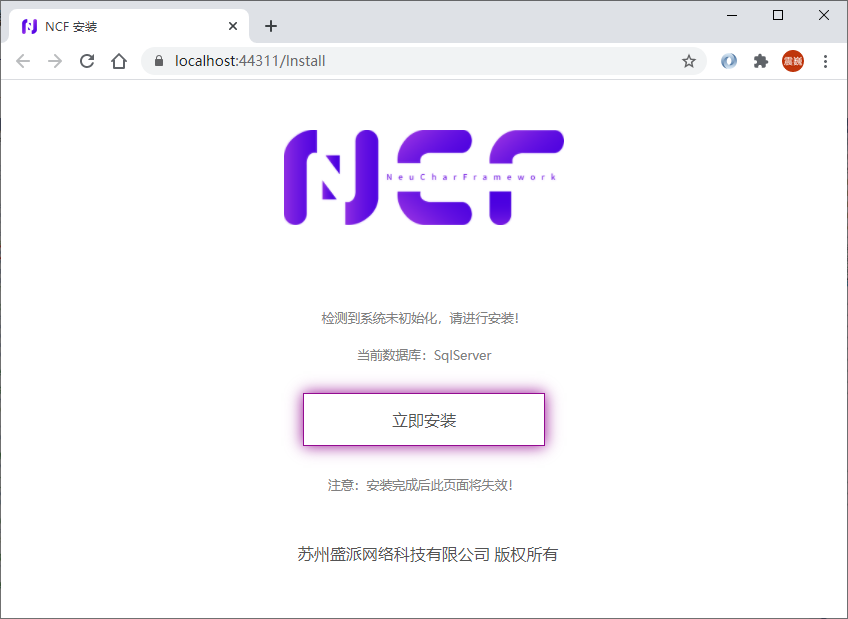 NCF 安装
localhost:44311/Install
震巍
NCF
NeuCharFramework
检测到系统未初始化，请进行安装！
当前数据库：SqlServer
立即安装
注意：安装完成后此页面将失效！
苏州盛派网络科技有限公司 版权所有